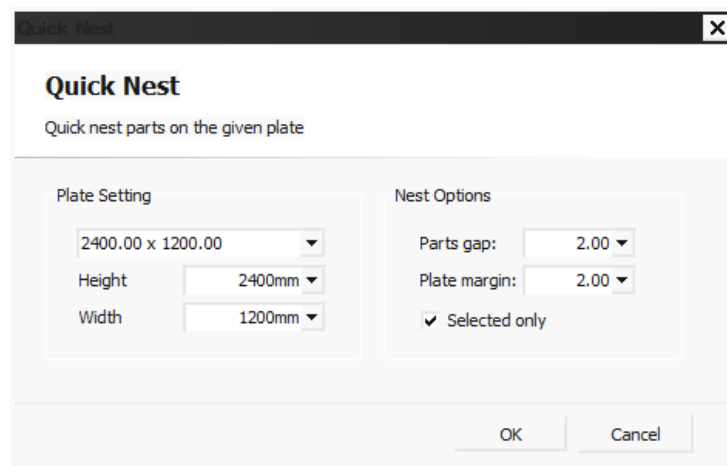 Quick Nest
Quick Nest
Quick nest parts on the given plate
Plate Setting
2400.00 x 1200.00
Height 2400mm
Width 1200mm
Nest Options
Parts gap: 2.00
Plate margin: 2.00
Selected only
OK Cancel